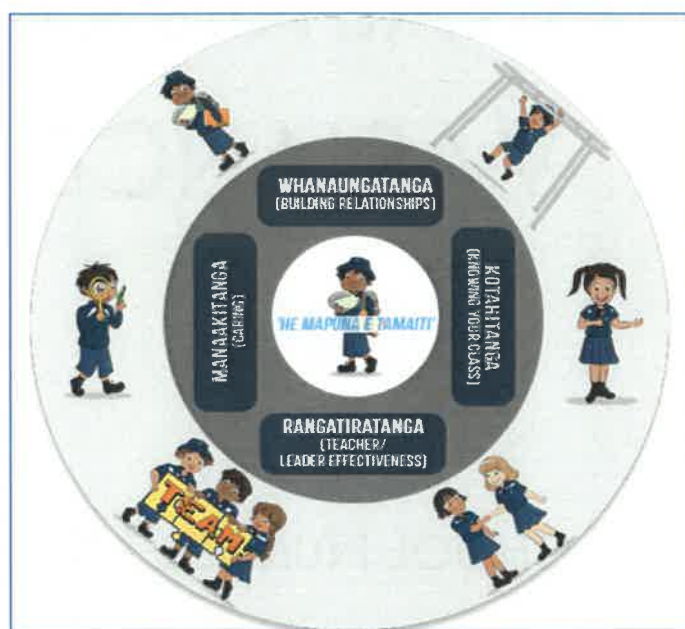 WHANAUNGATANGA
(BUILDING RELATIONSHIPS)
MANAAKITANGA
(CARING)
'HE MAPUNA E TAMAITI'
KOTAHITANGA
(KNOWING YOUR CLASS)
RANGATIRATANGA
(TEACHER/
LEADER EFFECTIVENESS)
TEAM